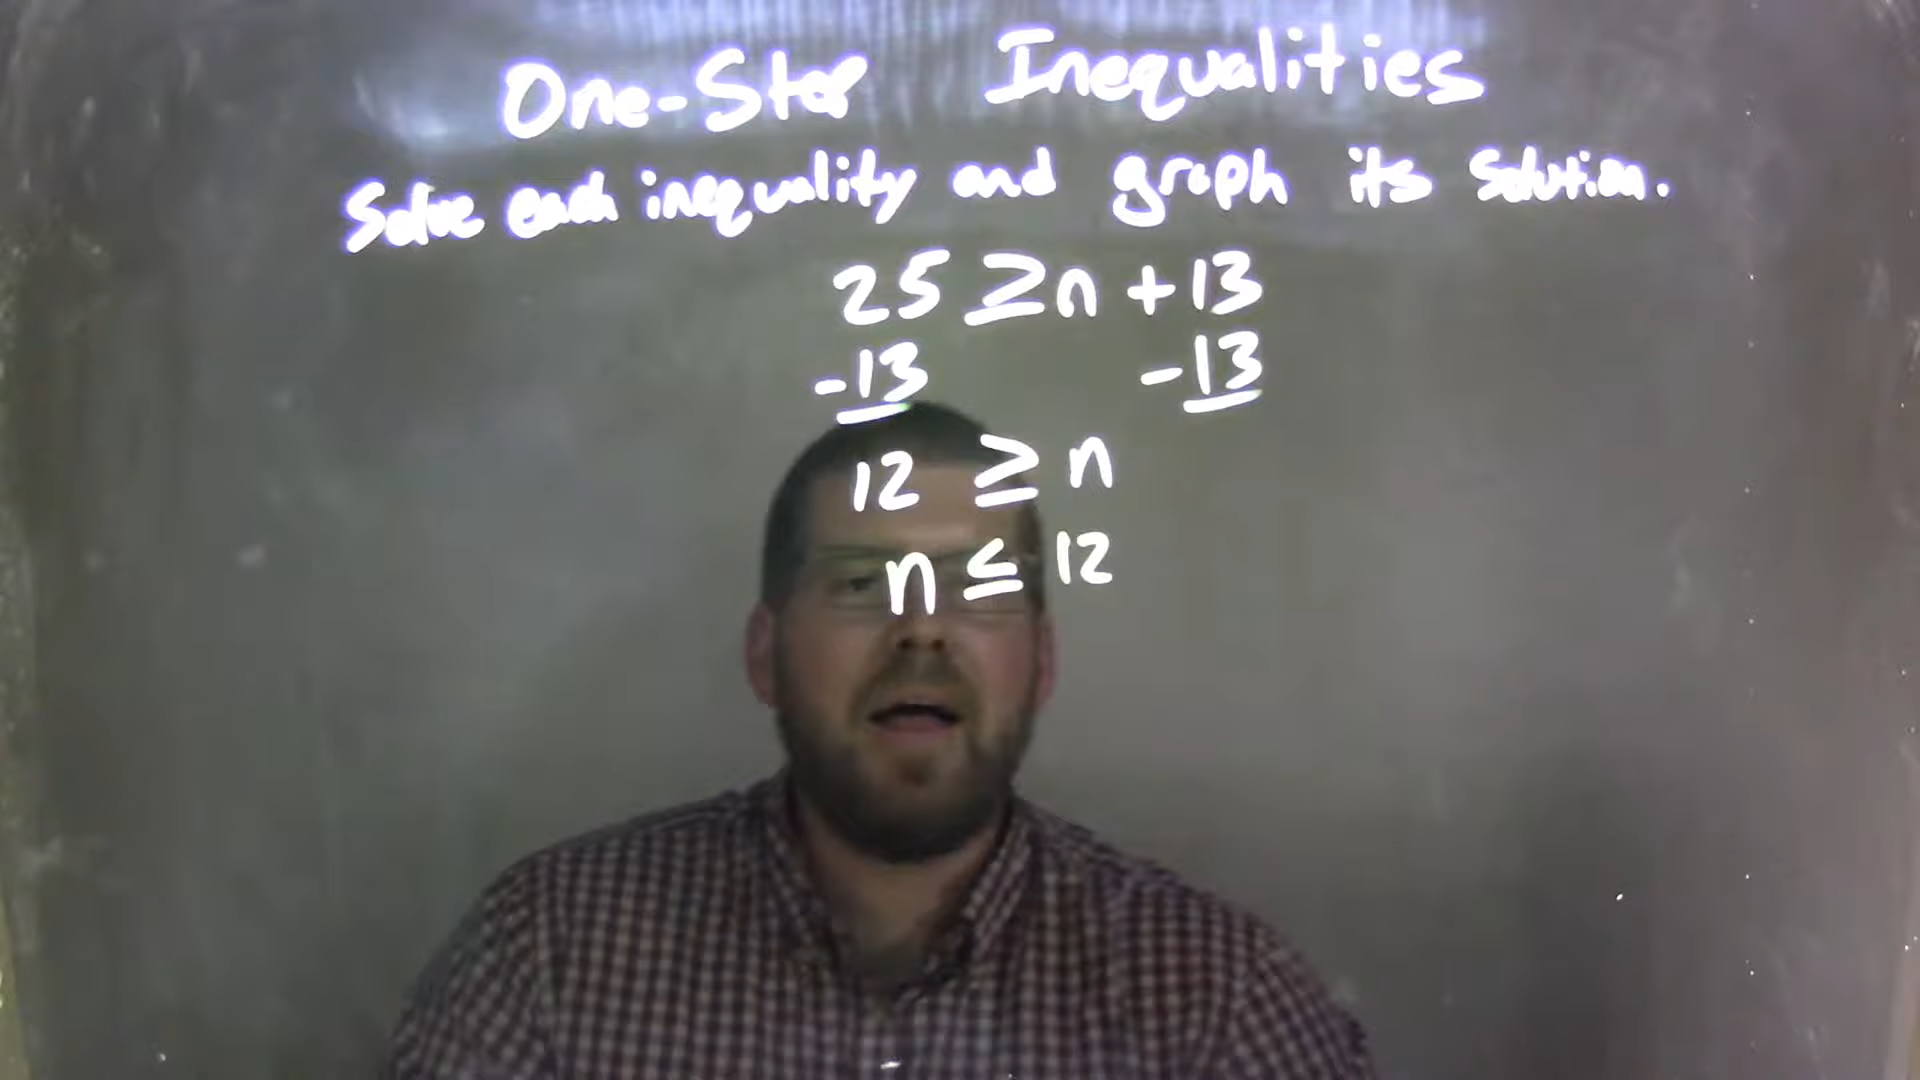 One-Step Inequalities
Solve each inequality and graph its solution.
25 ≥ n + 13
-13 -13
12 ≥ n
n ≤ 12